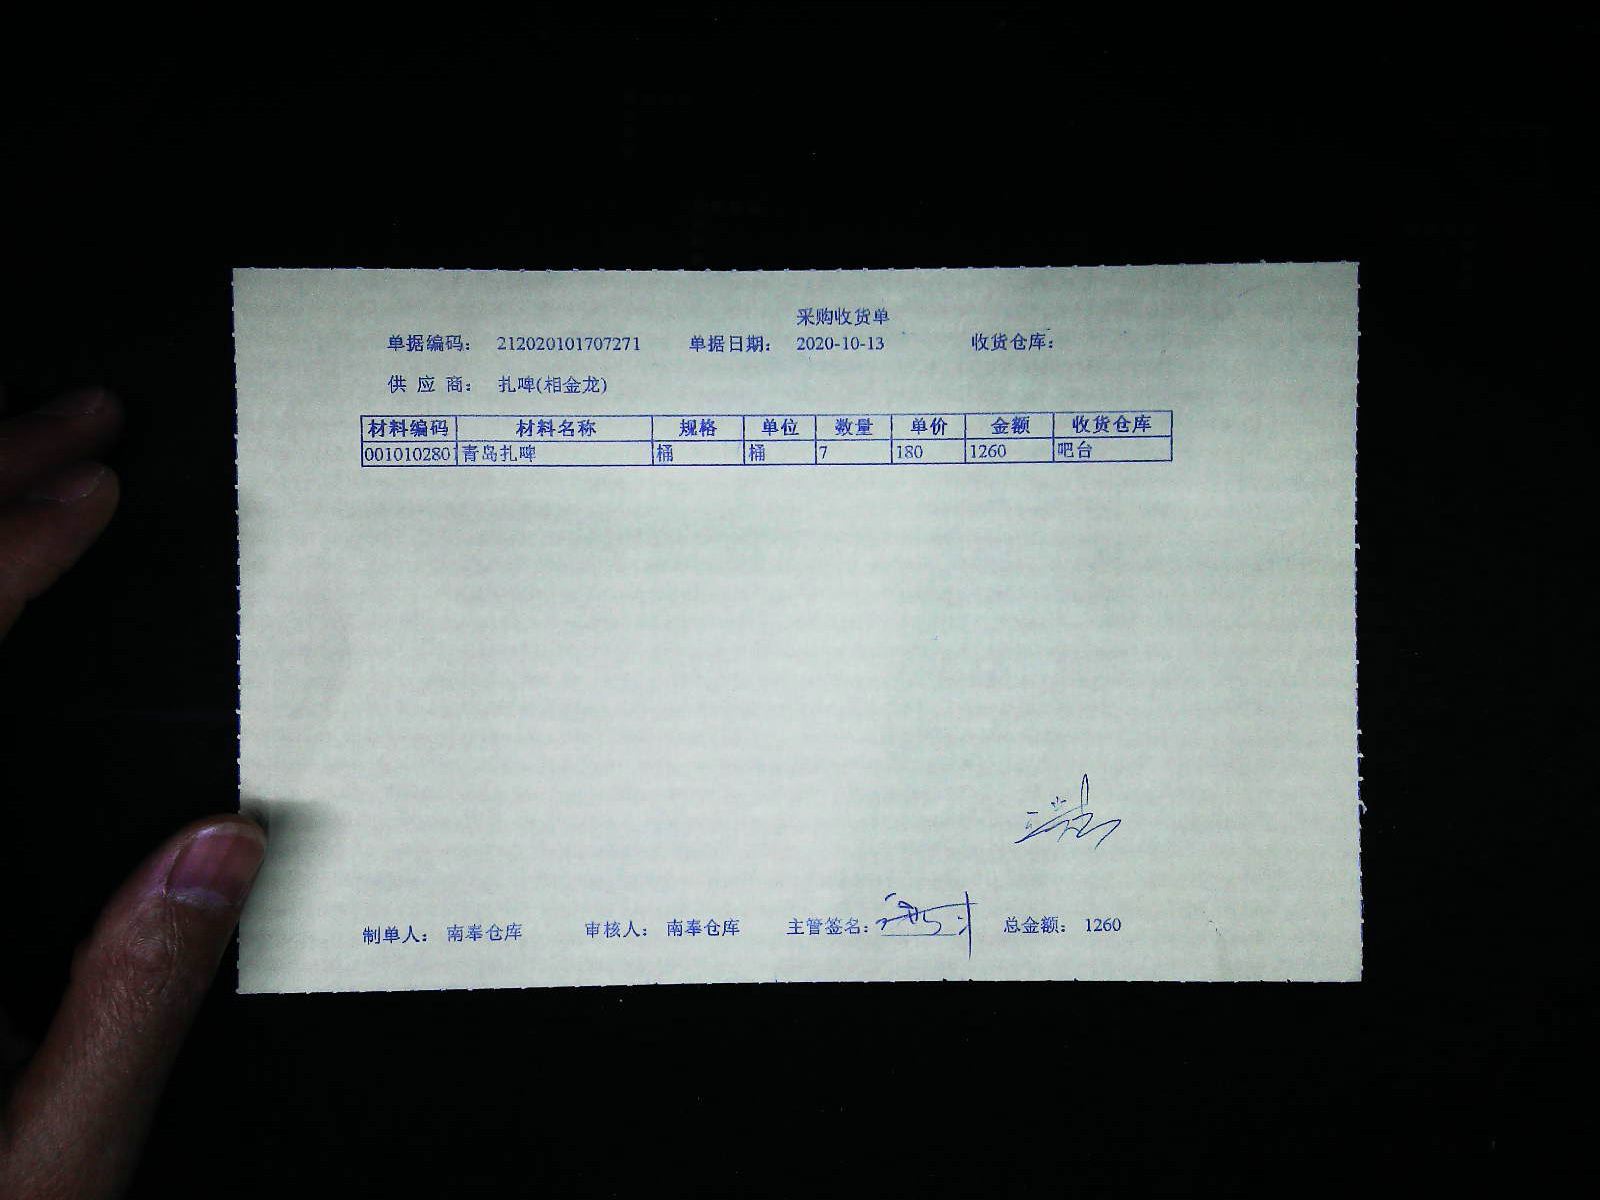 采购收货单
单据编码： 212020101707271 单据日期： 2020-10-13 收货仓库：
供 应 商： 扎啤(相金龙)
材料编码 材料名称 规格 单位 数量 单价 金额 收货仓库
001010280 青岛扎啤 桶 桶 7 180 1260 吧台
制单人： 南奉仓库 审核人： 南奉仓库 主管签名： 总金额： 1260